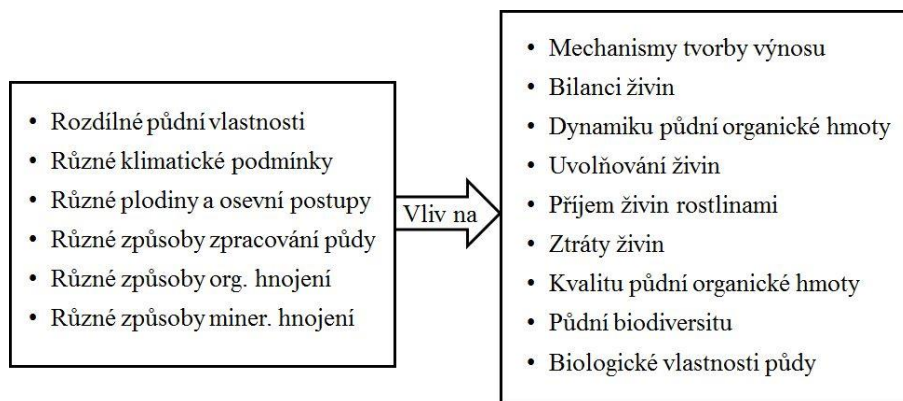 • Rozdílné půdní vlastnosti
• Různé klimatické podmínky
• Různé plodiny a osevní postupy
• Různé způsoby zpracování půdy
• Různé způsoby org. hnojení
• Různé způsoby miner. hnojení
Vliv na
• Mechanismy tvorby výnosu
• Bilanci živin
• Dynamiku půdní organické hmoty
• Uvolňování živin
• Příjem živin rostlinami
• Ztráty živin
• Kvalitu půdní organické hmoty
• Půdní biodiversitu
• Biologické vlastnosti půdy